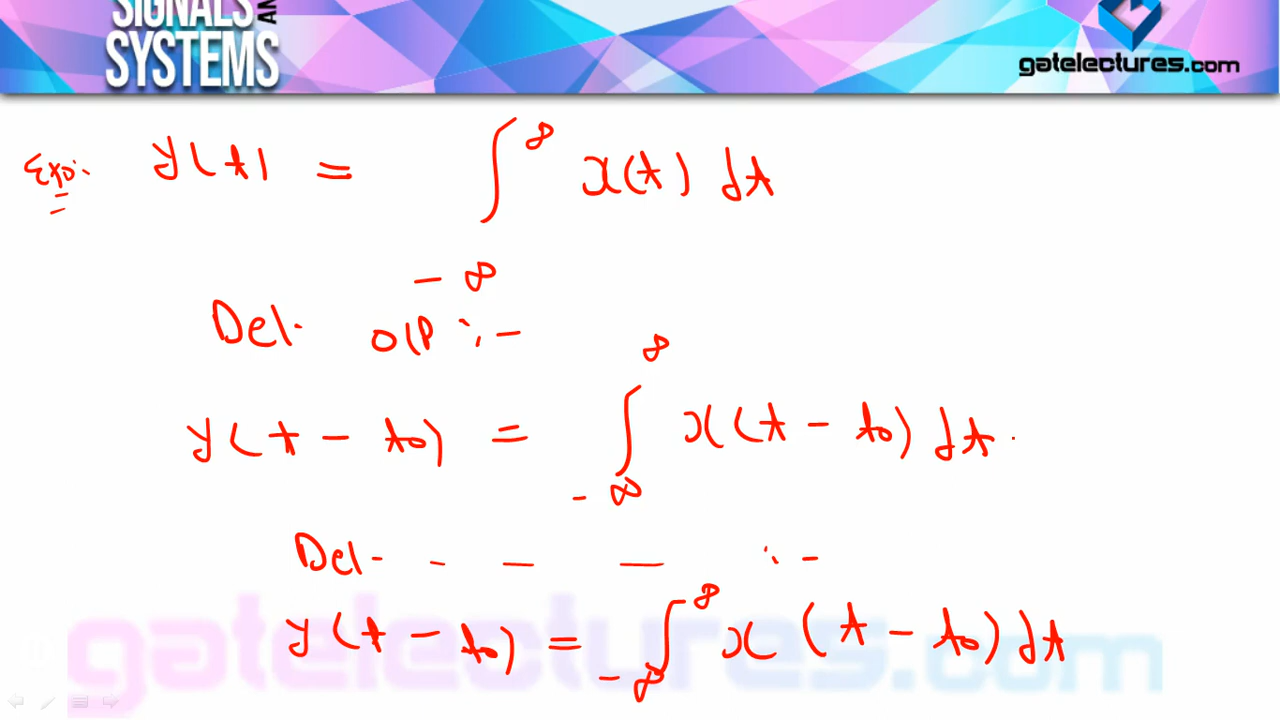 SIGNALS AND
SYSTEMS
gatelectures.com
Exp:- y(t) = ∫_{-∞}^{∞} x(t) dt
Del. O/P :-
y(t - t₀) = ∫_{-∞}^{∞} x(t - t₀) dt.
Del- - — — :-
y(t - t₀) = ∫_{-∞}^{∞} x (t - t₀) dt
gatelectures.com